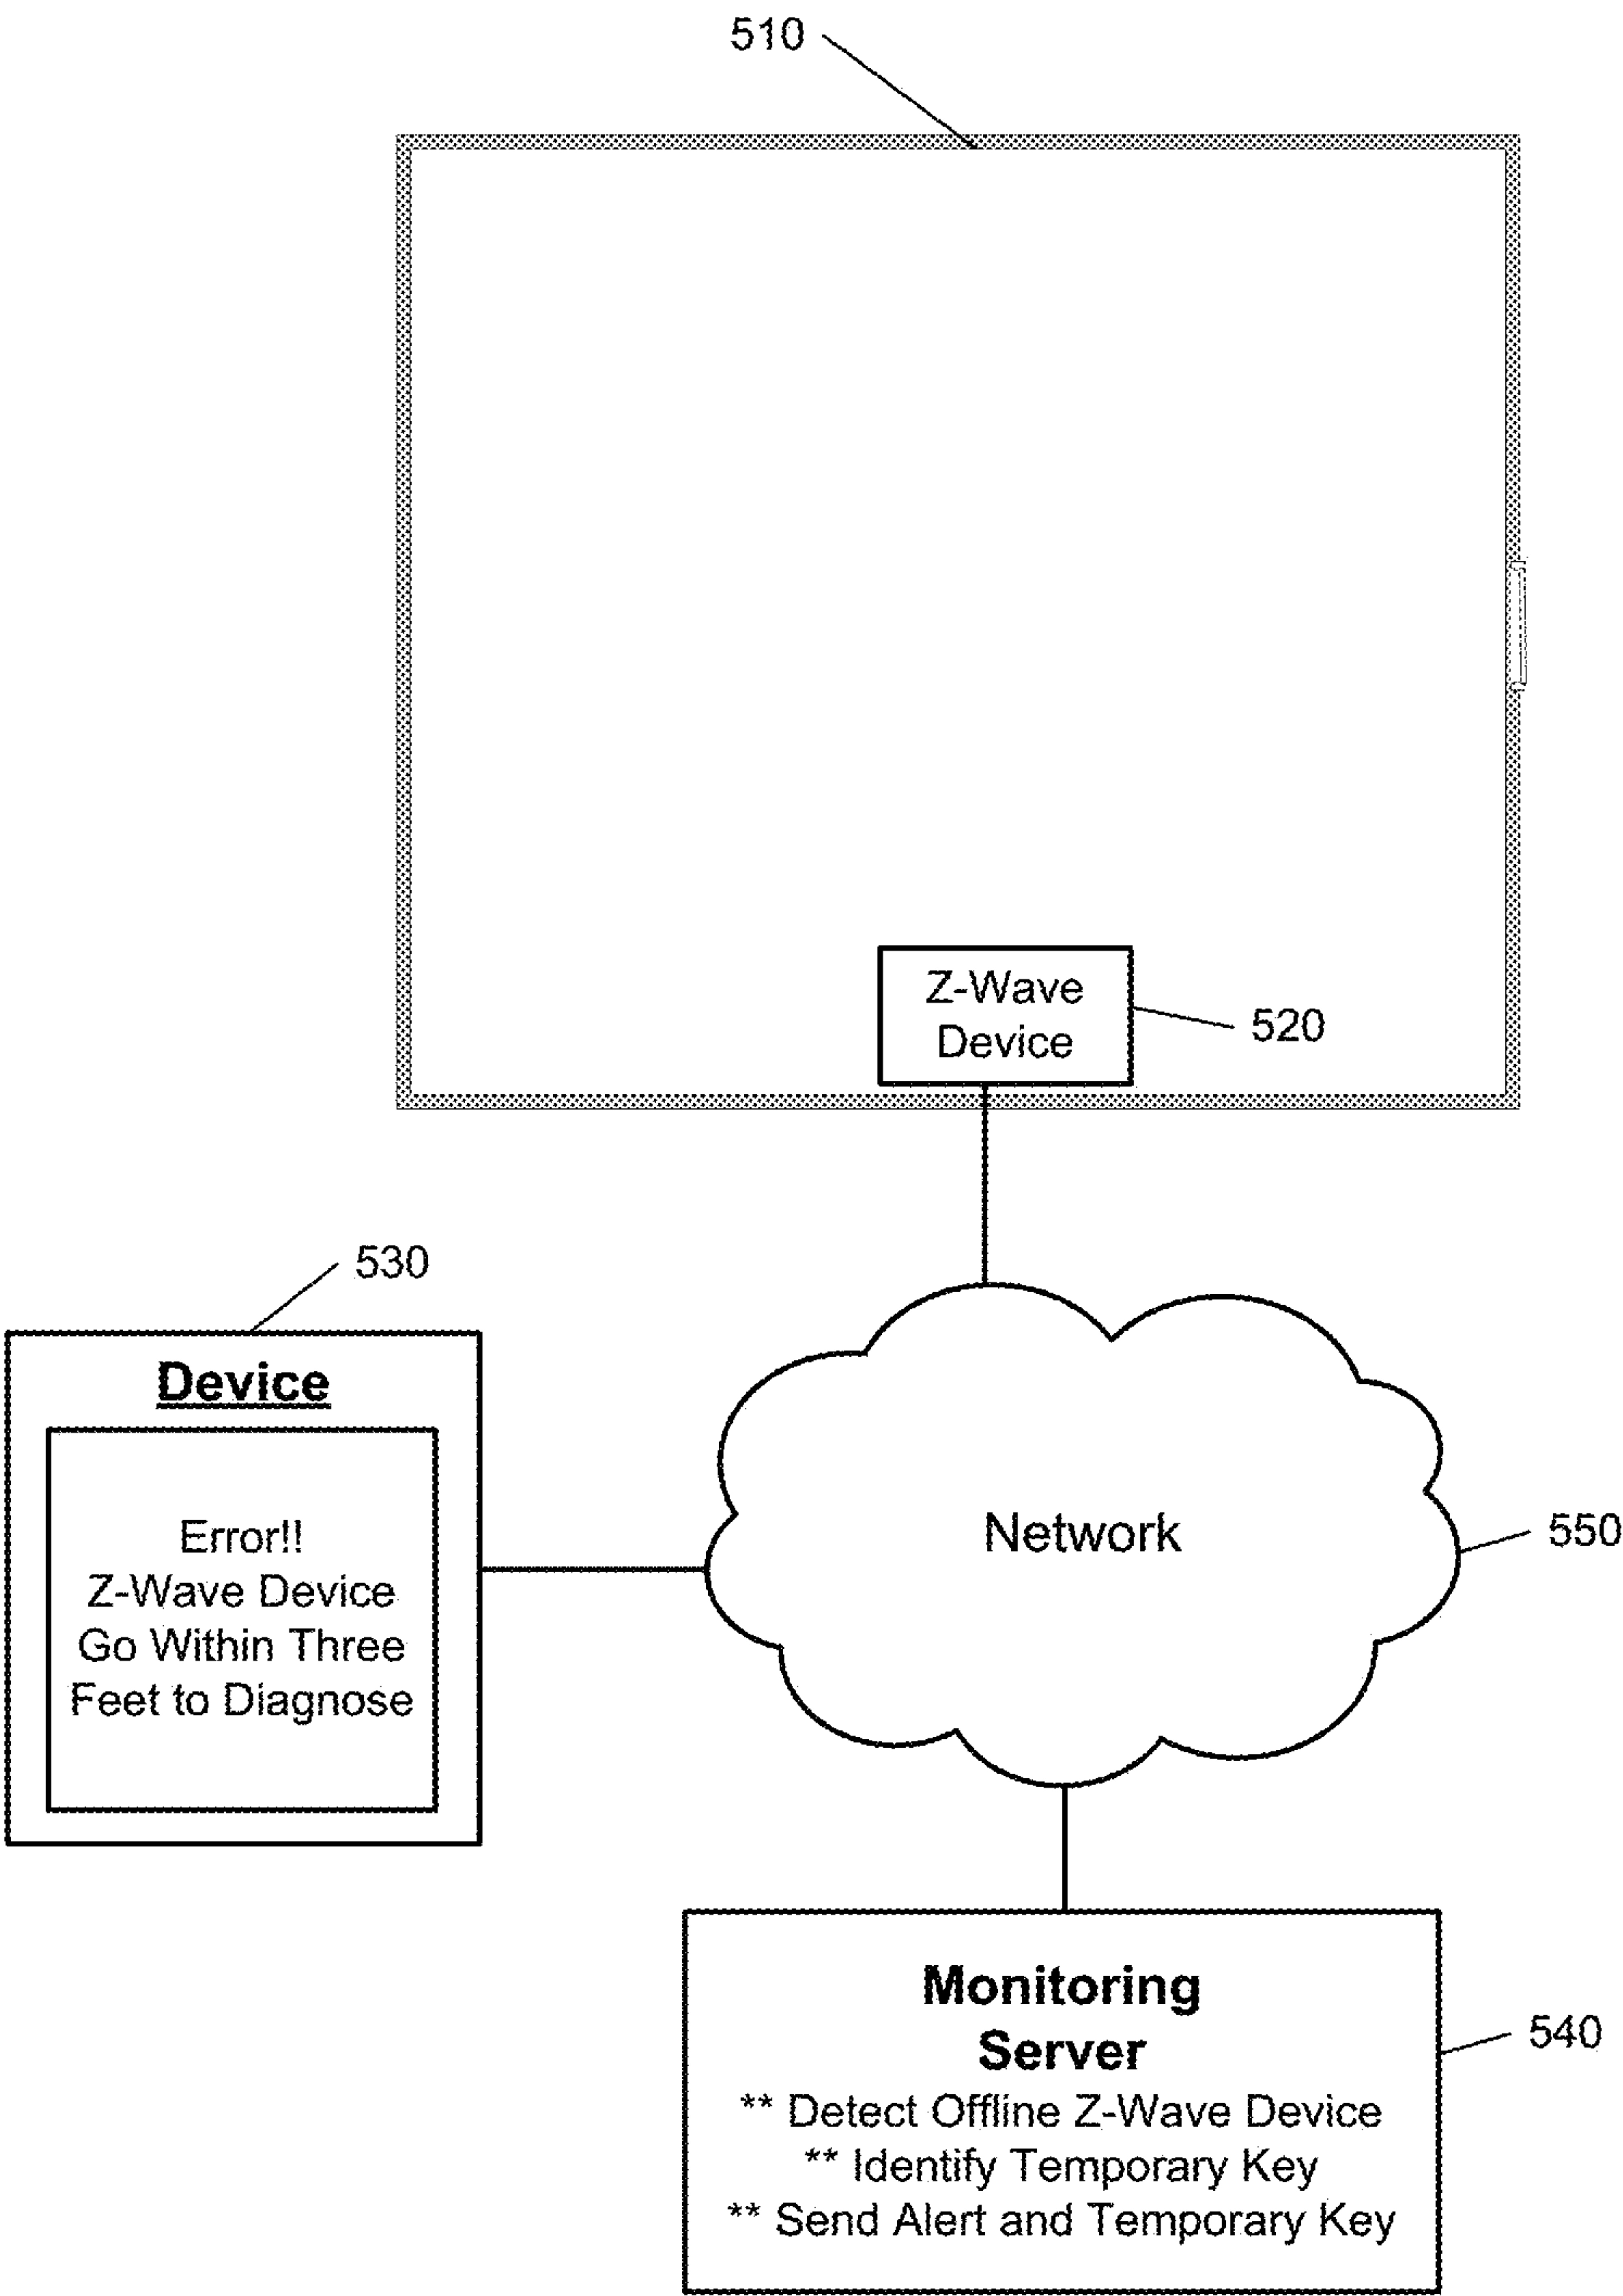 510
Z-Wave
Device
520
530
Device
Error!!
Z-Wave Device
Go Within Three
Feet to Diagnose
Network
550
Monitoring
Server
** Detect Offline Z-Wave Device
** Identify Temporary Key
** Send Alert and Temporary Key
540